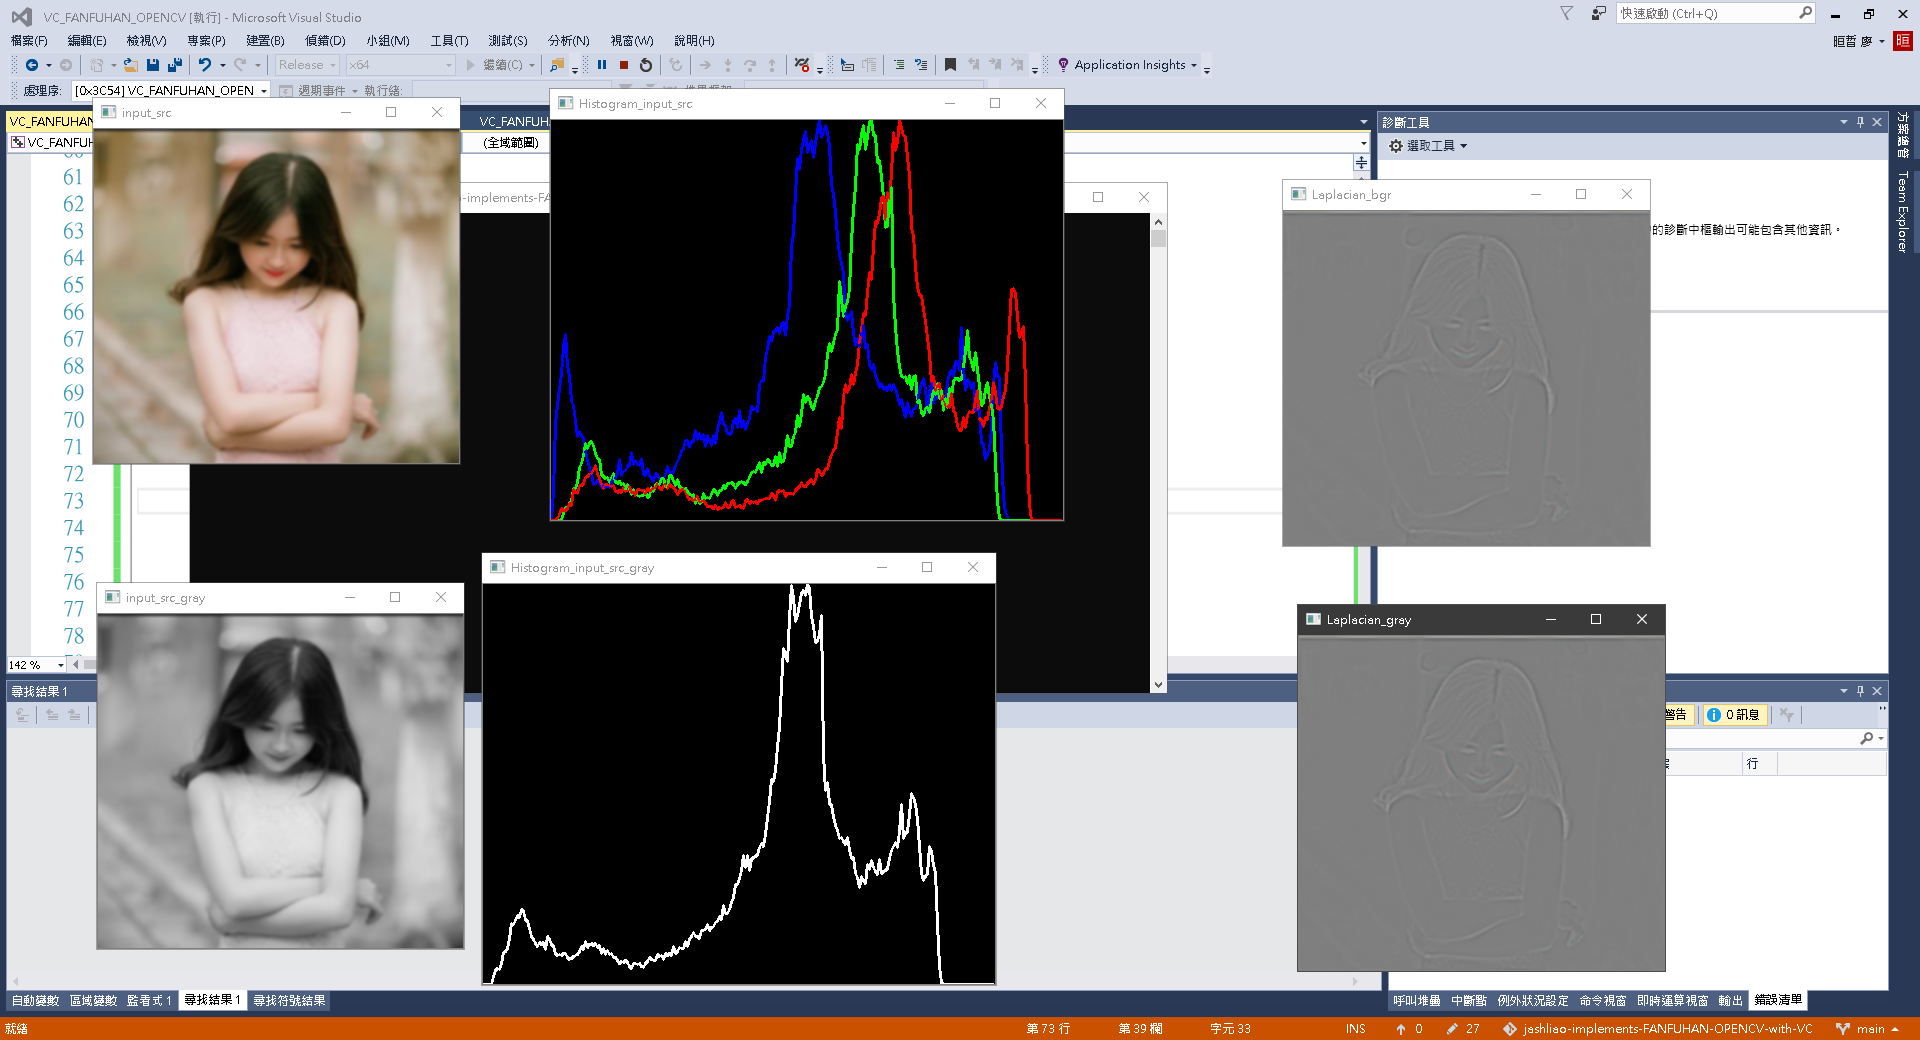 VC_FANFUHAN_OPENCV [執行] - Microsoft Visual Studio
快速啟動 (Ctrl+Q)
檔案(F) 編輯(E) 檢視(V) 專案(P) 建置(B) 偵錯(D) 小組(M) 工具(T) 測試(S) 分析(N) 視窗(W) 說明(H)
晅哲 廖 晅
Release x64 繼續(C) Application Insights
處理序: [0x3C54] VC_FANFUHAN_OPEN 週期事件 執行緒:
VC_FANFUHAN VC_FANFUH
VC_FANFUH (全域範圍)
input_src
Histogram_input_src
診斷工具
選取工具
方案總管
Team Explorer
-implements-FA
Laplacian_bgr
的診斷中樞輸出可能包含其他資訊。
61
62
63
64
65
66
67
68
69
70
71
72
73
74
75
76
77
78
input_src_gray
Histogram_input_src_gray
Laplacian_gray
142 %
尋找結果 1
警告 0 訊息
行
自動變數 區域變數 監看式 1 尋找結果 1 尋找符號結果
呼叫堆疊 中斷點 例外狀況設定 命令視窗 即時運算視窗 輸出 錯誤清單
就緒 第 73 行 第 39 欄 字元 33 INS 0 27 jashliao-implements-FANFUHAN-OPENCV-with-VC main